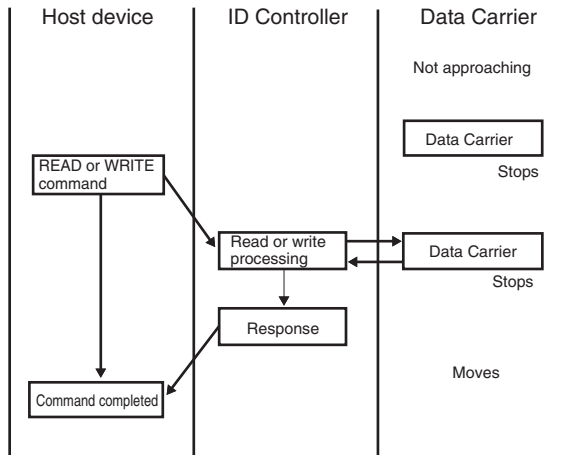 Host device
ID Controller
Data Carrier
Not approaching
Data Carrier
Stops
READ or WRITE
command
Read or write
processing
Data Carrier
Stops
Response
Moves
Command completed